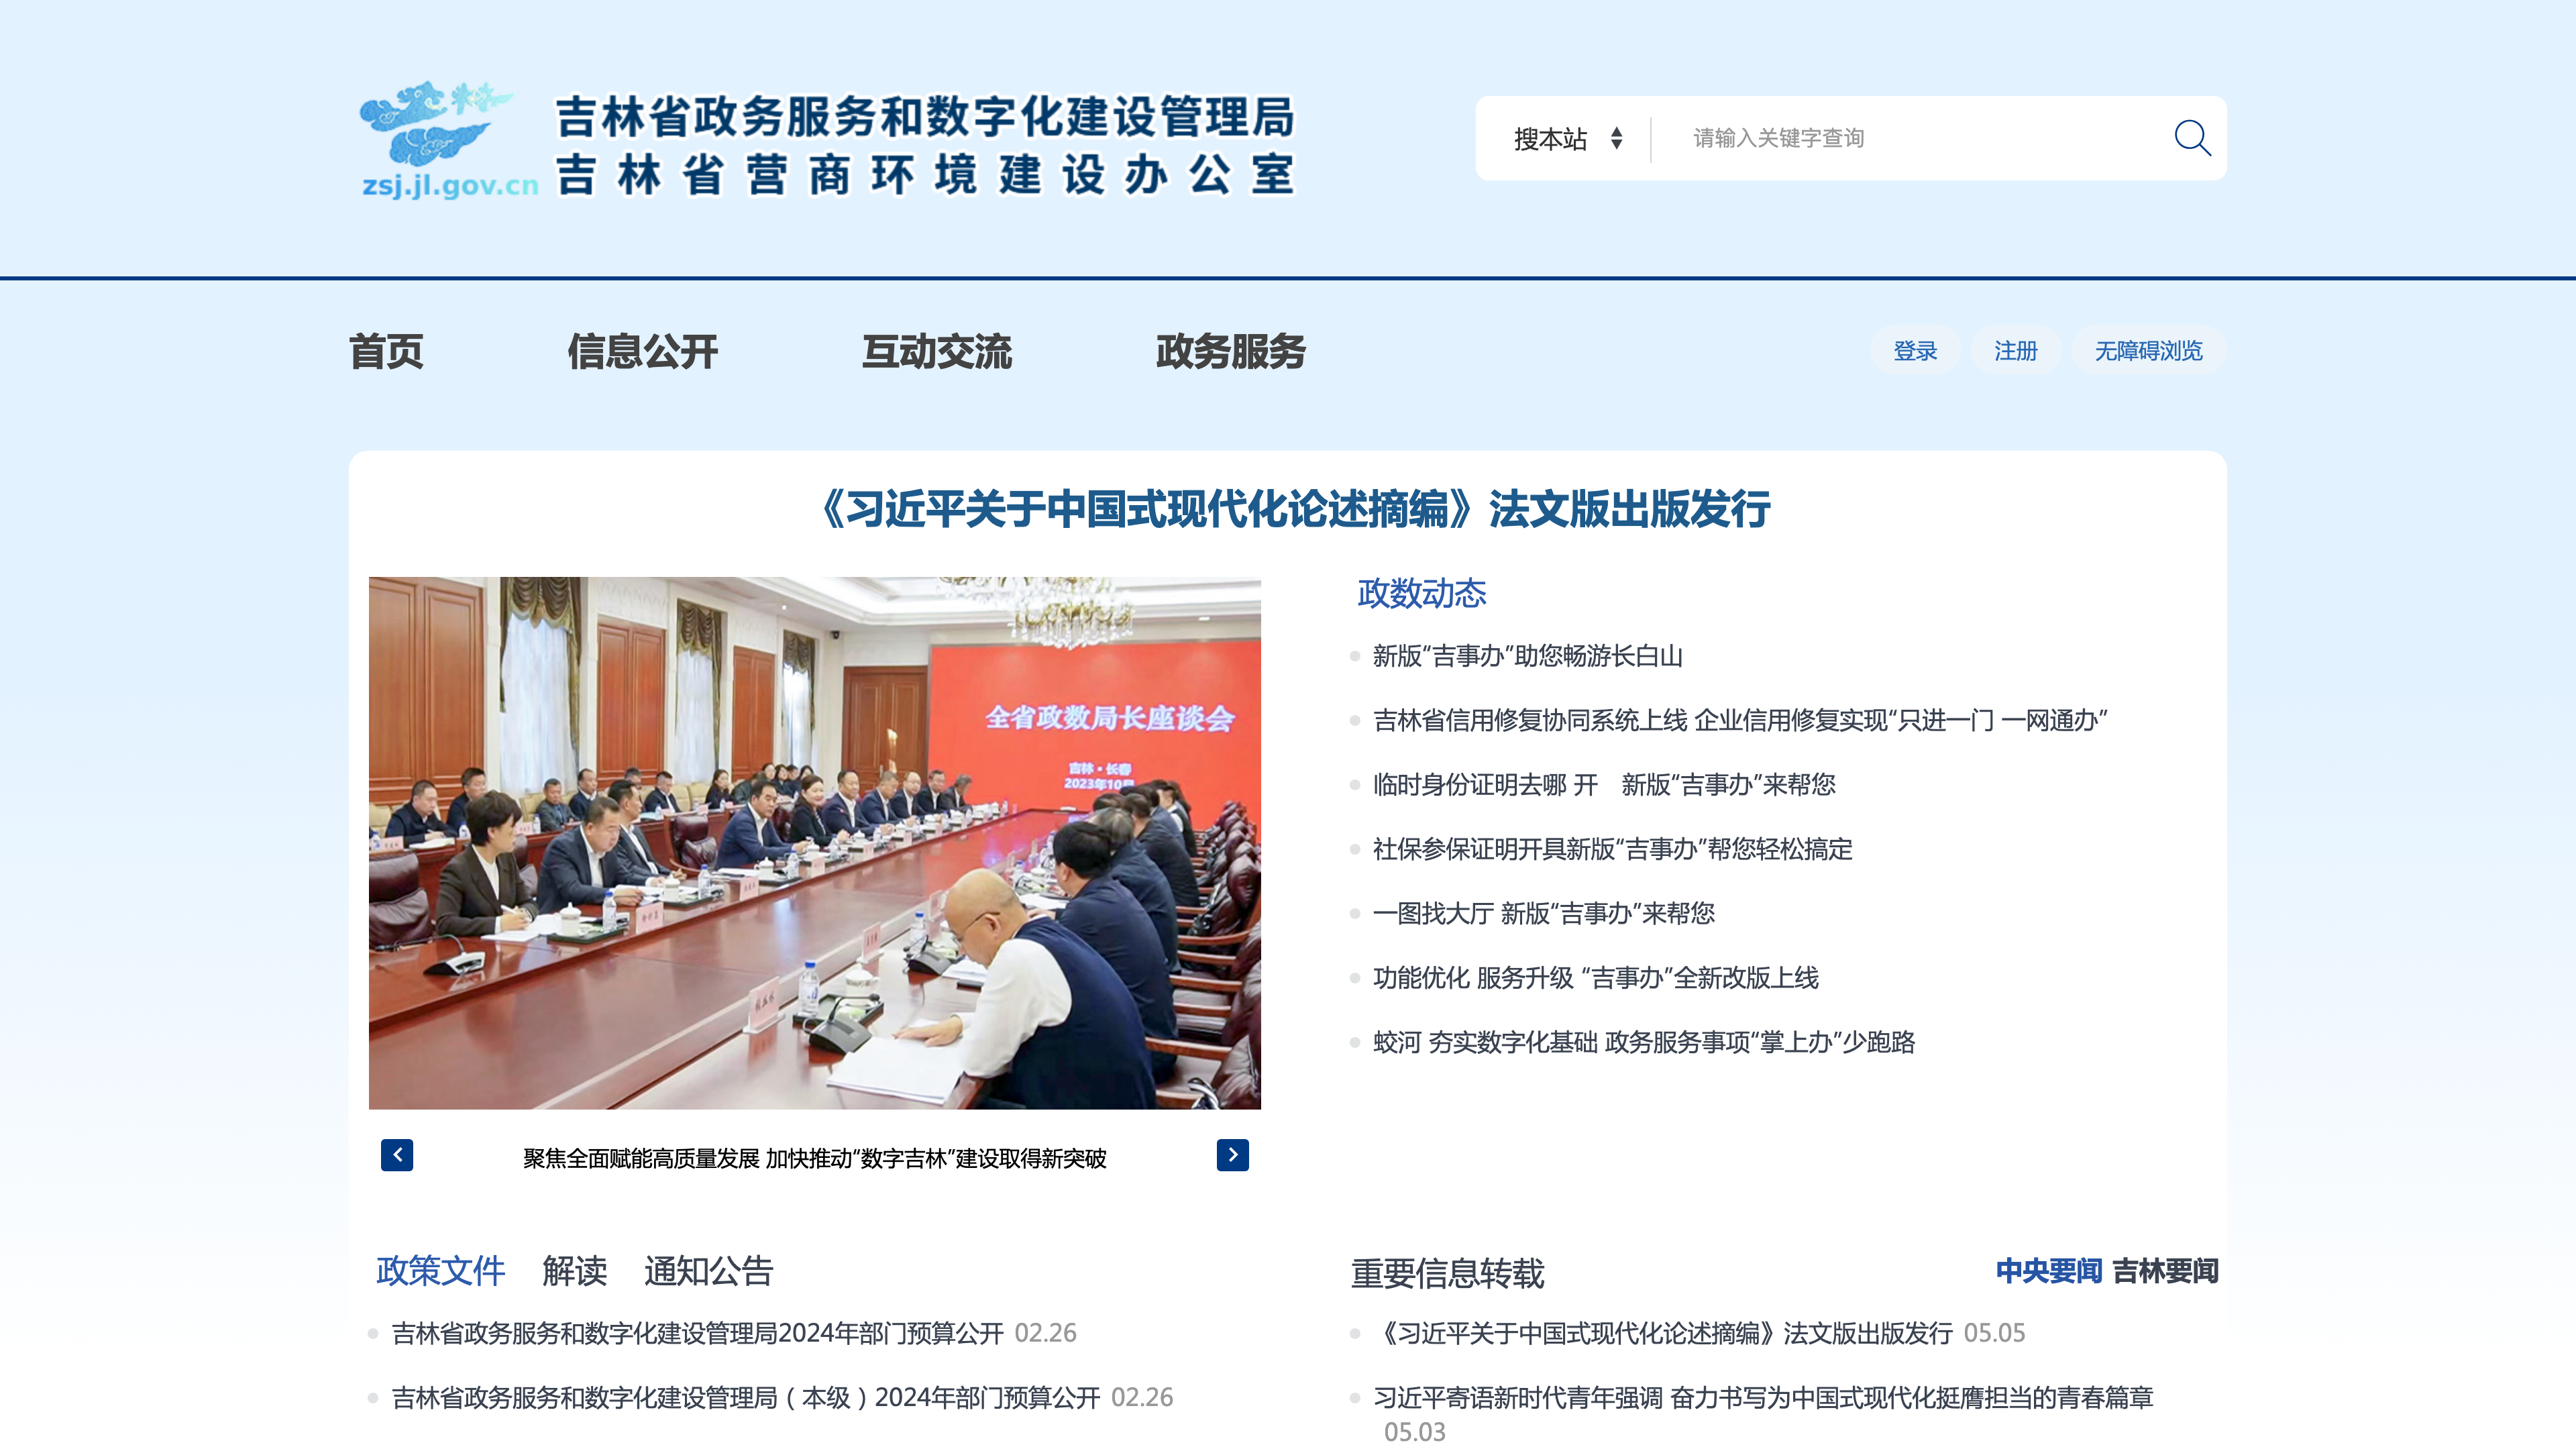 吉林省政务服务和数字化建设管理局
吉林省营商环境建设办公室
zsj.jl.gov.cn
搜本站
请输入关键字查询
首页 信息公开 互动交流 政务服务
登录 注册 无障碍浏览
《习近平关于中国式现代化论述摘编》法文版出版发行
全省政数局长座谈会
吉林·长春
2023年10月
聚焦全面赋能高质量发展 加快推动“数字吉林”建设取得新突破
政数动态
新版“吉事办”助您畅游长白山
吉林省信用修复协同系统上线 企业信用修复实现“只进一门 一网通办”
临时身份证明去哪 开　新版“吉事办”来帮您
社保参保证明开具新版“吉事办”帮您轻松搞定
一图找大厅 新版“吉事办”来帮您
功能优化 服务升级 “吉事办”全新改版上线
蛟河 夯实数字化基础 政务服务事项“掌上办”少跑路
政策文件 解读 通知公告
吉林省政务服务和数字化建设管理局2024年部门预算公开 02.26
吉林省政务服务和数字化建设管理局（本级）2024年部门预算公开 02.26
重要信息转载
中央要闻 吉林要闻
《习近平关于中国式现代化论述摘编》法文版出版发行 05.05
习近平寄语新时代青年强调 奋力书写为中国式现代化挺膺担当的青春篇章
05.03